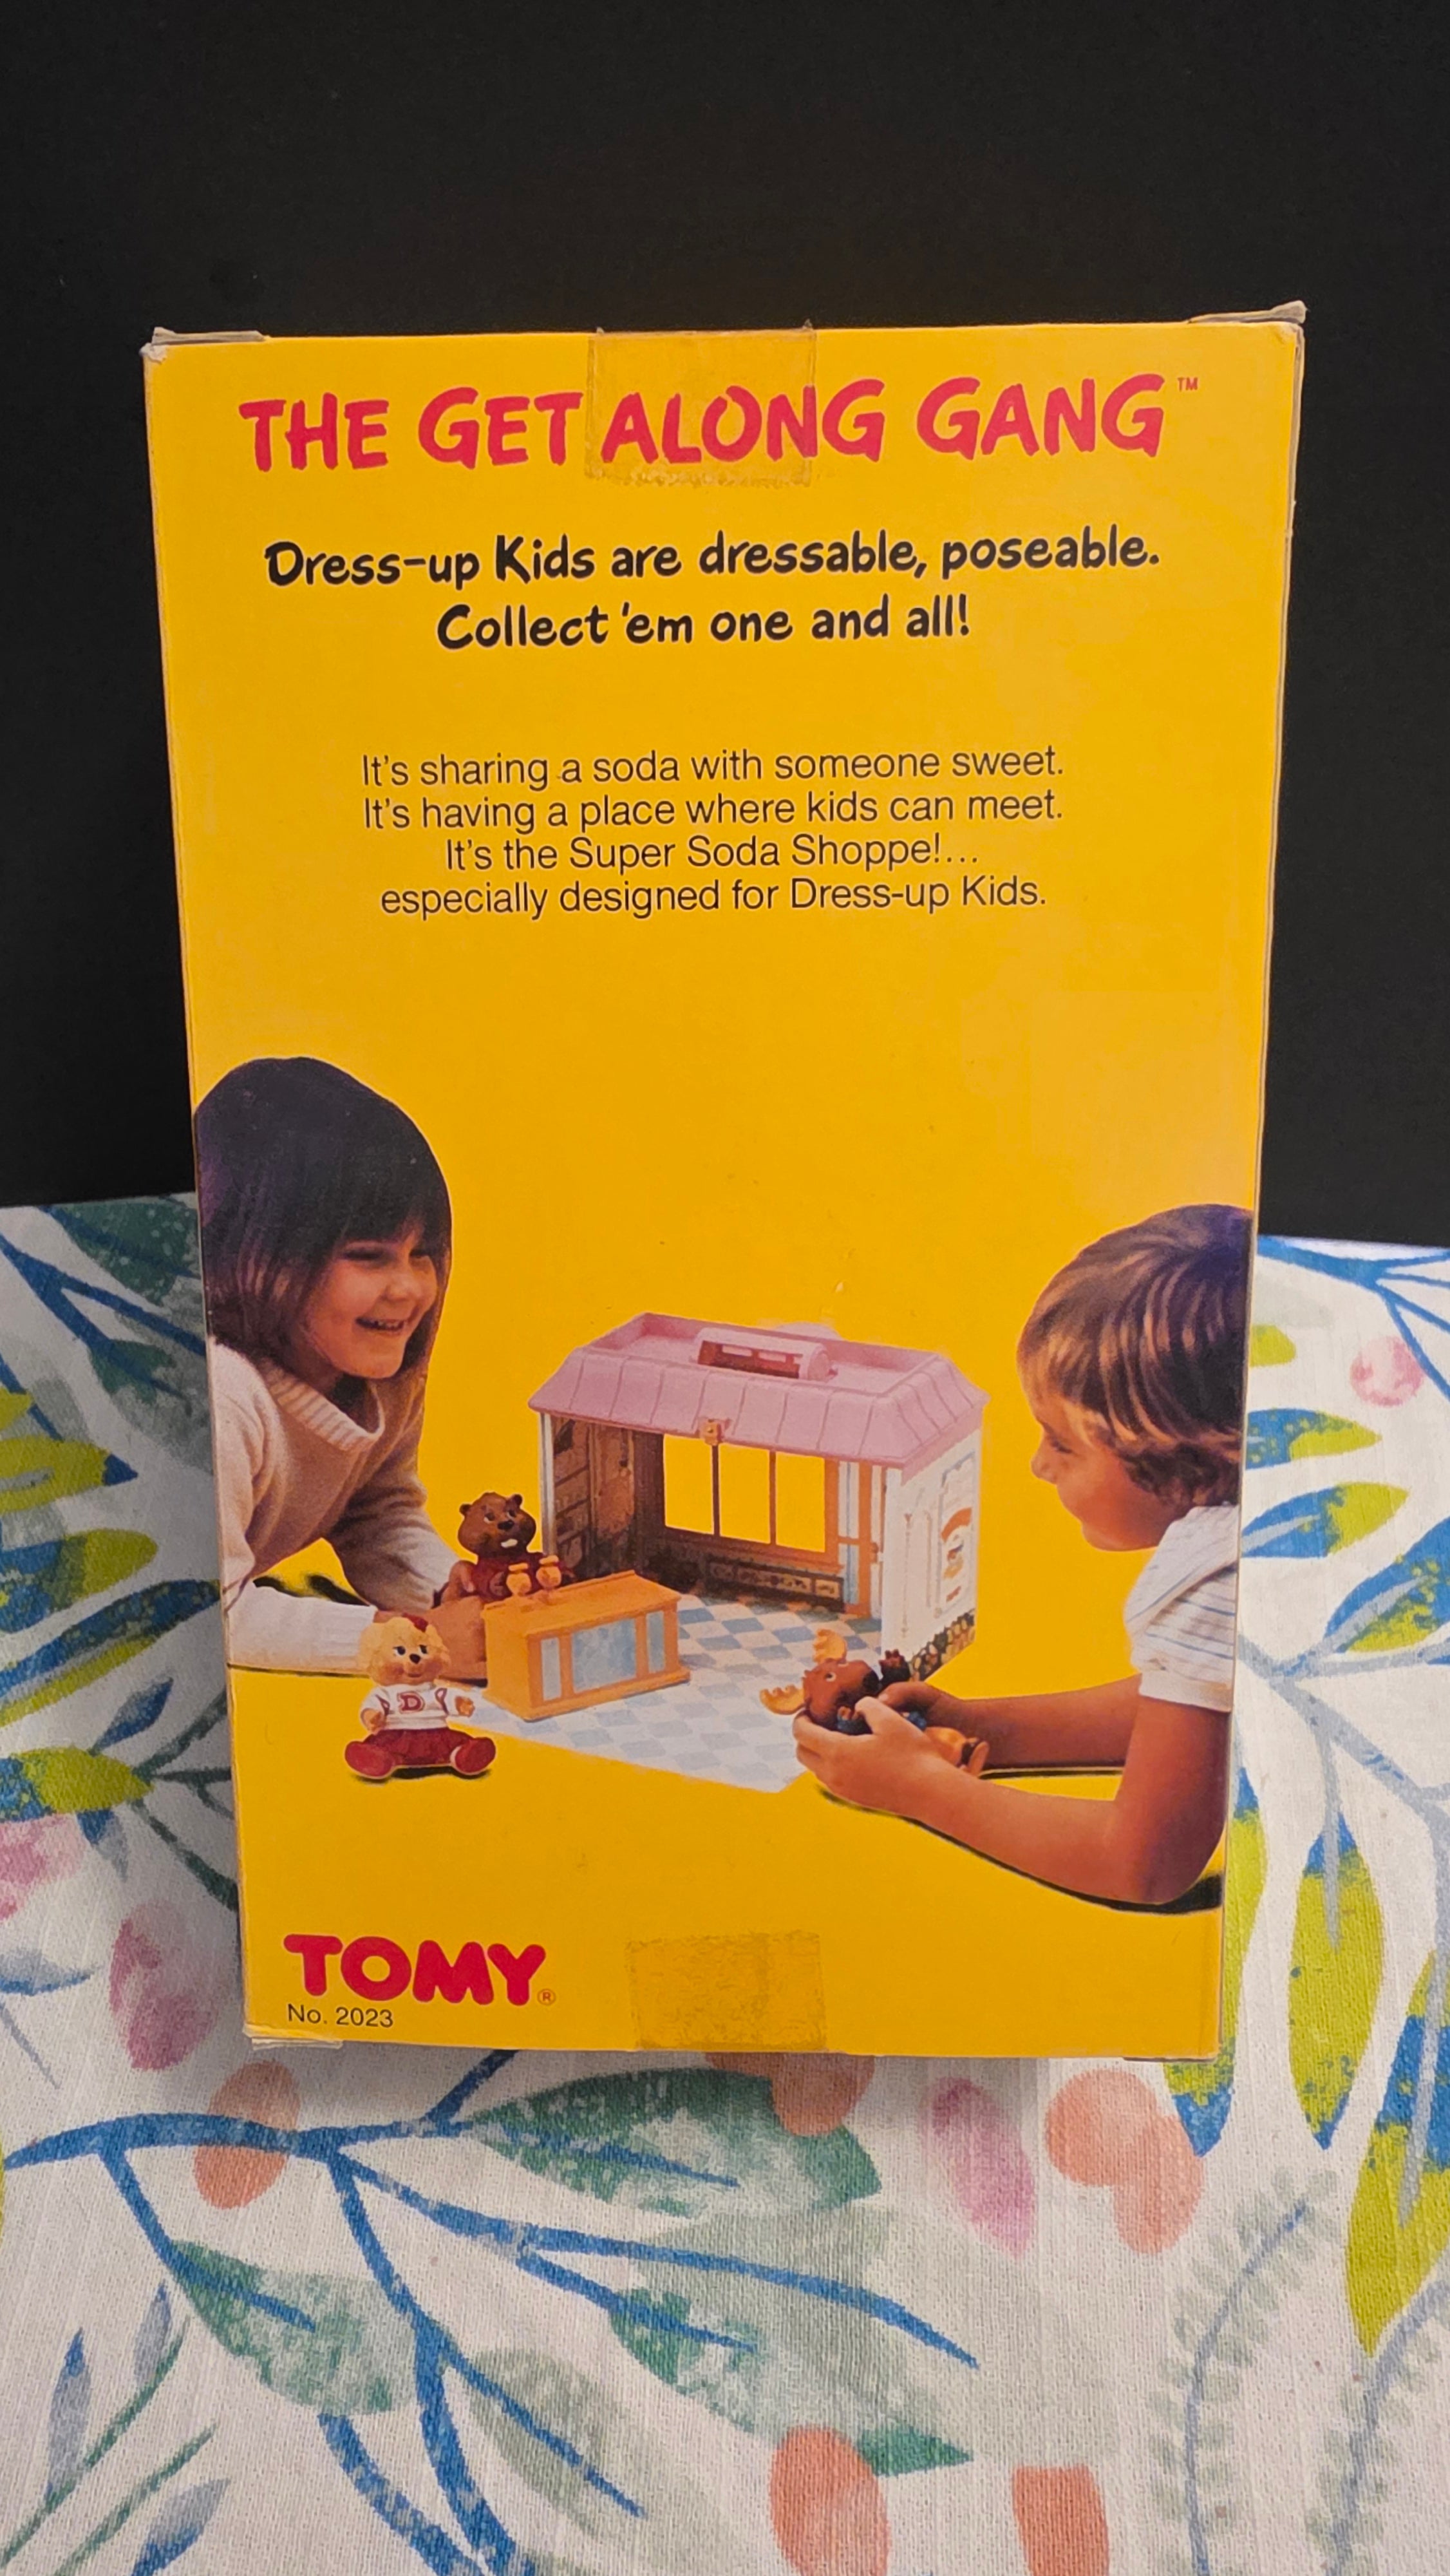 THE GET ALONG GANG™
Dress-up Kids are dressable, poseable.
Collect 'em one and all!
It's sharing a soda with someone sweet.
It's having a place where kids can meet.
It's the Super Soda Shoppe!...
especially designed for Dress-up Kids.
D
TOMY®
No. 2023